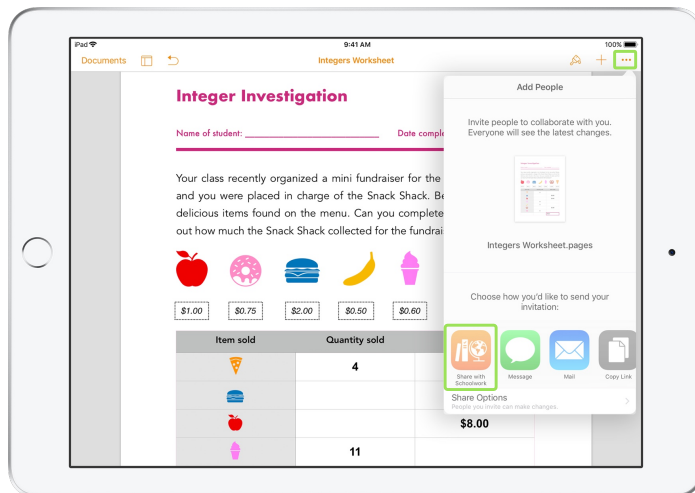 iPad 9:41 AM 100%
Documents Integers Worksheet
Integer Investigation
Name of student: Date comple
Your class recently organized a mini fundraiser for the
and you were placed in charge of the Snack Shack. Be
delicious items found on the menu. Can you complete
out how much the Snack Shack collected for the fundrai
$1.00 $0.75 $2.00 $0.50 $0.60
Item sold Quantity sold
4
$8.00
11
Add People
Invite people to collaborate with you.
Everyone will see the latest changes.
Integers Worksheet.pages
Choose how you'd like to send your
invitation:
Share with
Schoolwork
Message
Mail
Copy Link
Share Options
People you invite can make changes.